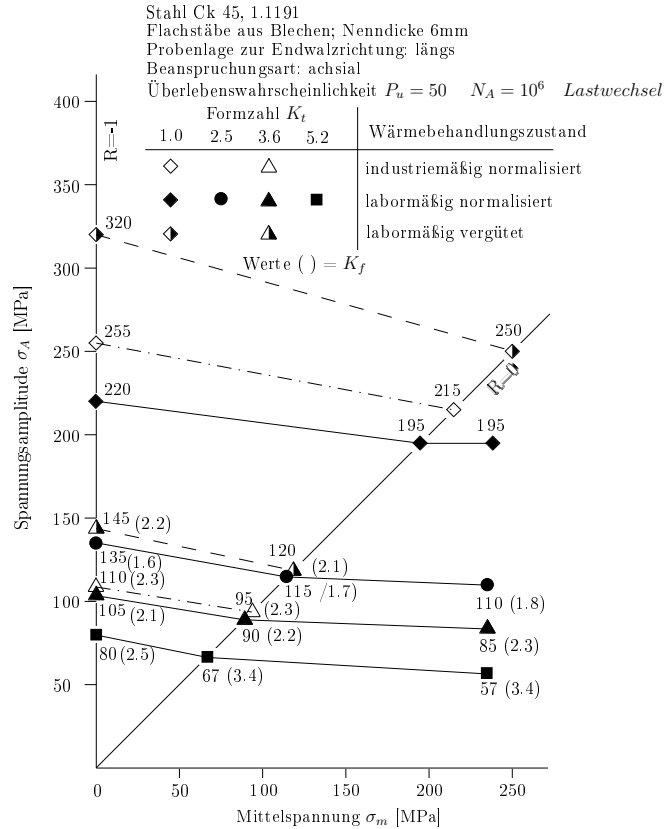 Stahl Ck 45, 1.1191
Flachstäbe aus Blechen; Nenndicke 6mm
Probenlage zur Endwalzrichtung: längs
Beanspruchungsart: achsial
Überlebenswahrscheinlichkeit P_u = 50 N_A = 10^6 Lastwechsel
Formzahl K_t
1.0 2.5 3.6 5.2 Wärmebehandlungszustand
industriemäßig normalisiert
labormäßig normalisiert
labormäßig vergütet
Werte ( ) = K_f
R=-1
400
350
300
250
200
150
100
50
Spannungsamplitude σ_A [MPa]
320
250
R=0
255
215
220
195 195
145 (2.2)
120
(2.1)
135 (1.6)
115 /1.7)
110 (1.8)
110 (2.3)
95
(2.3)
105 (2.1)
90 (2.2)
85 (2.3)
80 (2.5)
67 (3.4)
57 (3.4)
0 50 100 150 200 250
Mittelspannung σ_m [MPa]